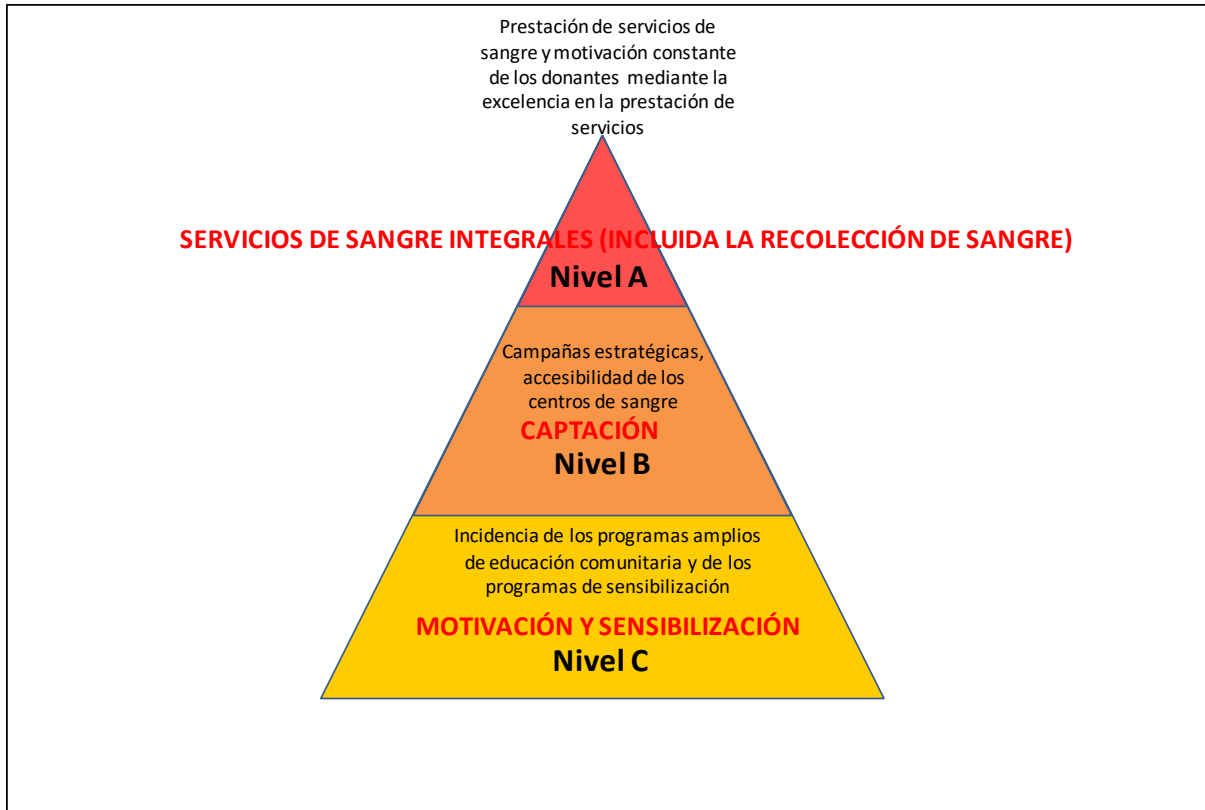 Prestación de servicios de
sangre y motivación constante
de los donantes mediante la
excelencia en la prestación de
servicios
SERVICIOS DE SANGRE INTEGRALES (INCLUIDA LA RECOLECCIÓN DE SANGRE)
Nivel A
Campañas estratégicas,
accesibilidad de los
centros de sangre
CAPTACIÓN
Nivel B
Incidencia de los programas amplios
de educación comunitaria y de los
programas de sensibilización
MOTIVACIÓN Y SENSIBILIZACIÓN
Nivel C